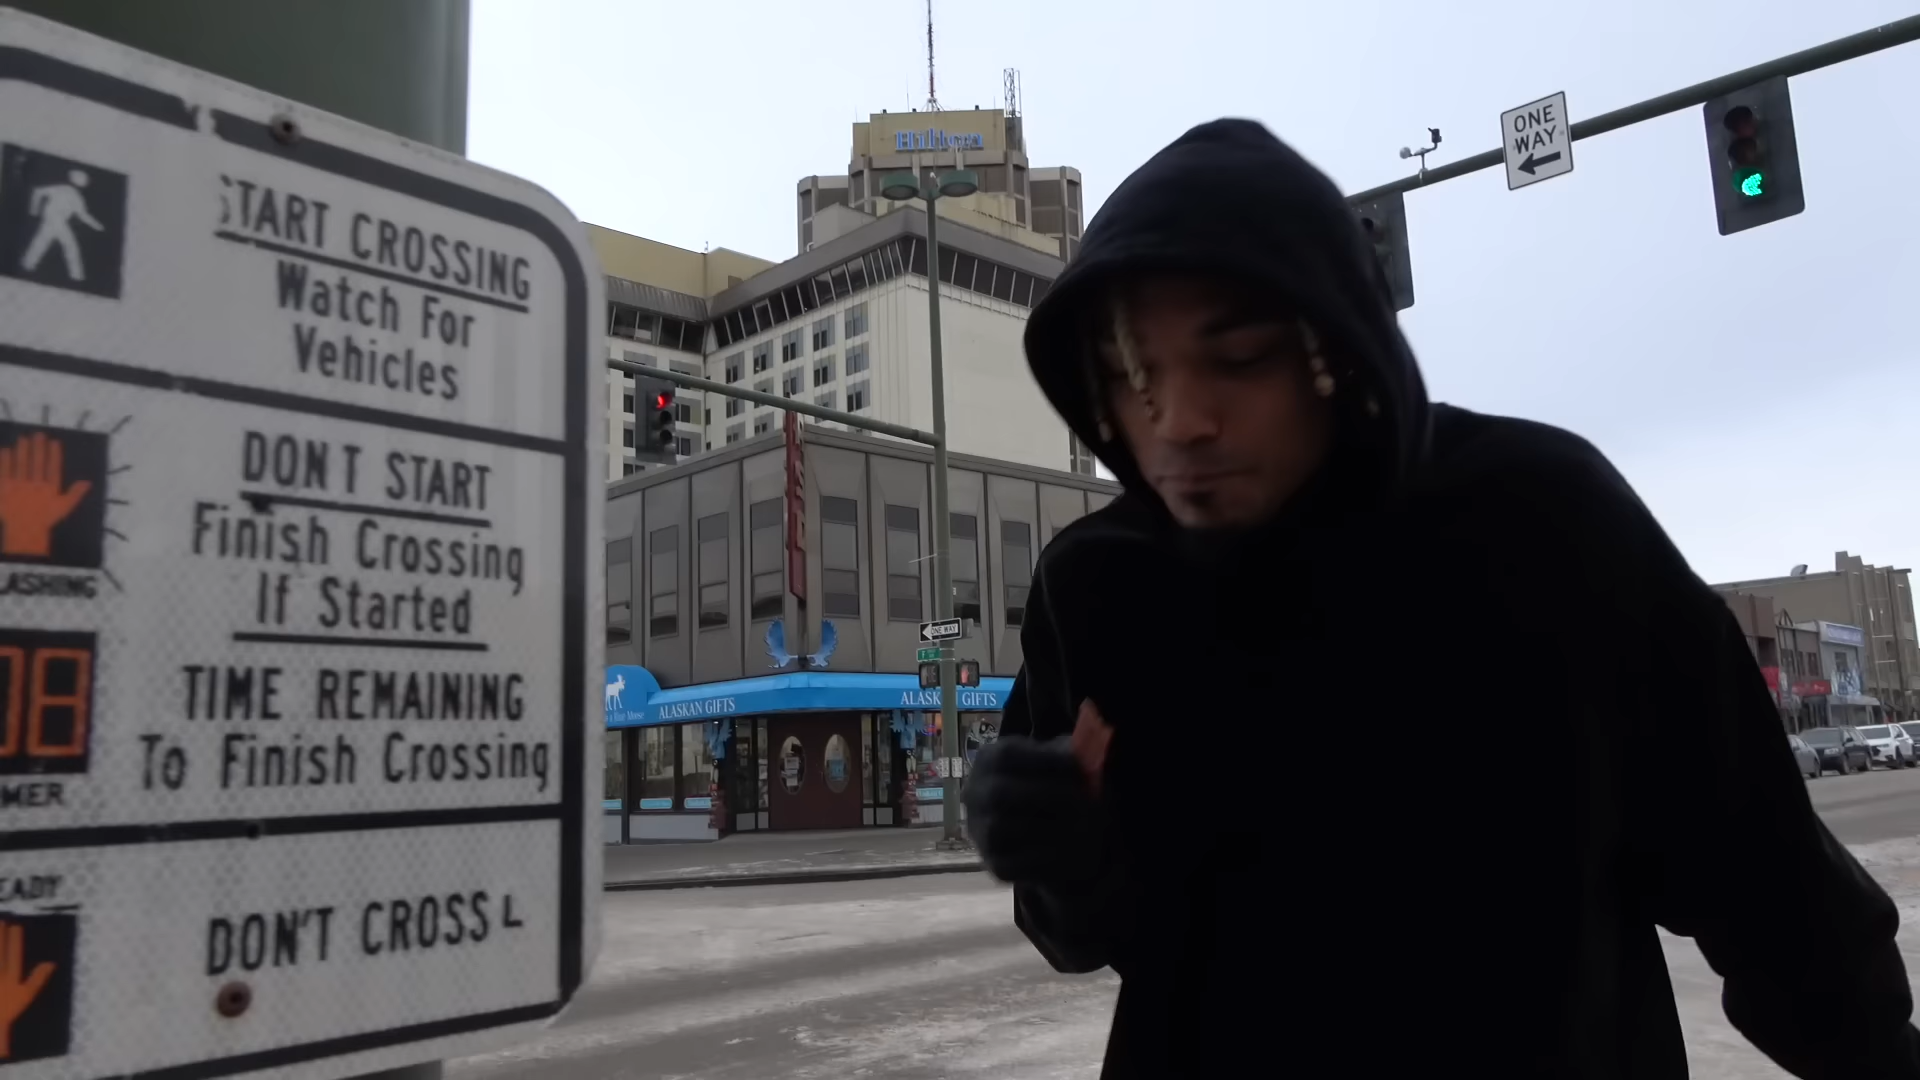 START CROSSING
Watch For
Vehicles
DON'T START
Finish Crossing
If Started
TIME REMAINING
To Finish Crossing
DON'T CROSS
Hilton
ONE
WAY
ONE WAY
ALASKAN GIFTS
ALASKAN GIFTS